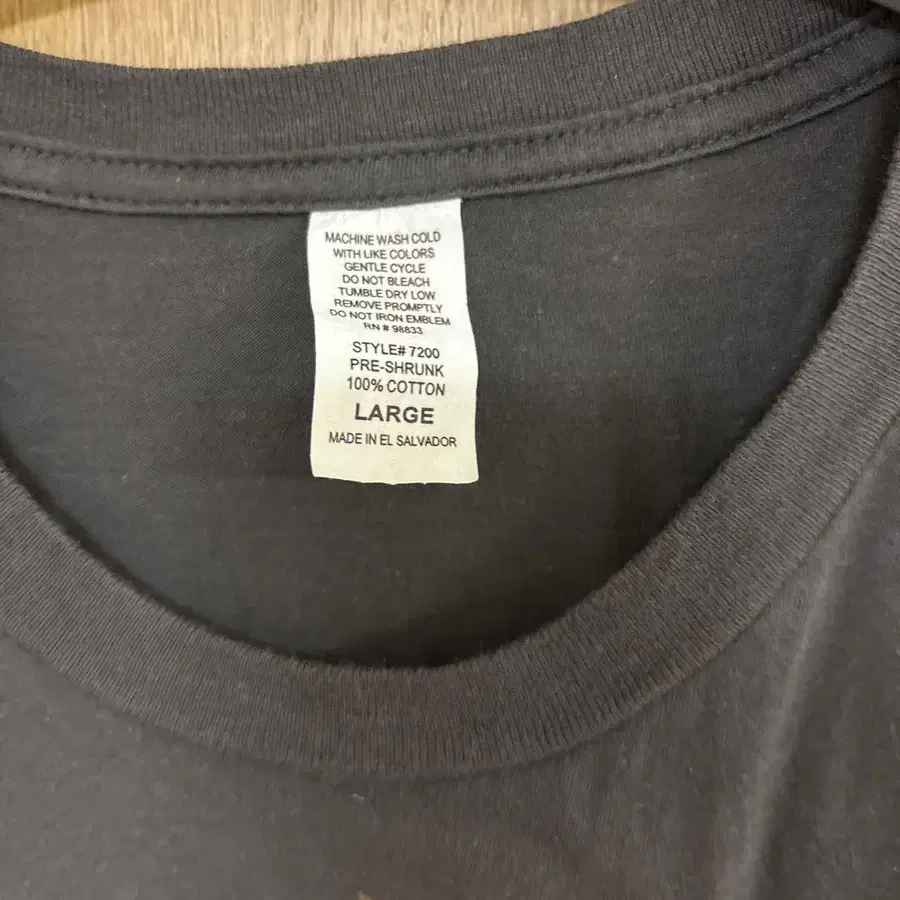 MACHINE WASH COLD
WITH LIKE COLORS
GENTLE CYCLE
DO NOT BLEACH
TUMBLE DRY LOW
REMOVE PROMPTLY
DO NOT IRON EMBLEM
RN # 98833
STYLE# 7200
PRE-SHRUNK
100% COTTON
LARGE
MADE IN EL SALVADOR